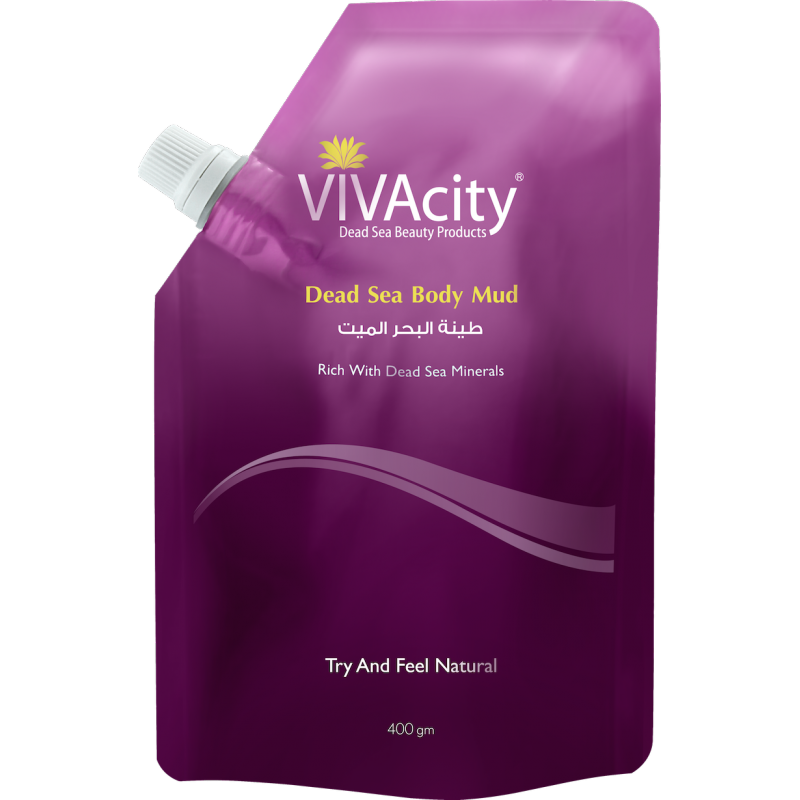 VIVAcity®
Dead Sea Beauty Products
Dead Sea Body Mud
طينة البحر الميت
Rich With Dead Sea Minerals
Try And Feel Natural
400 gm